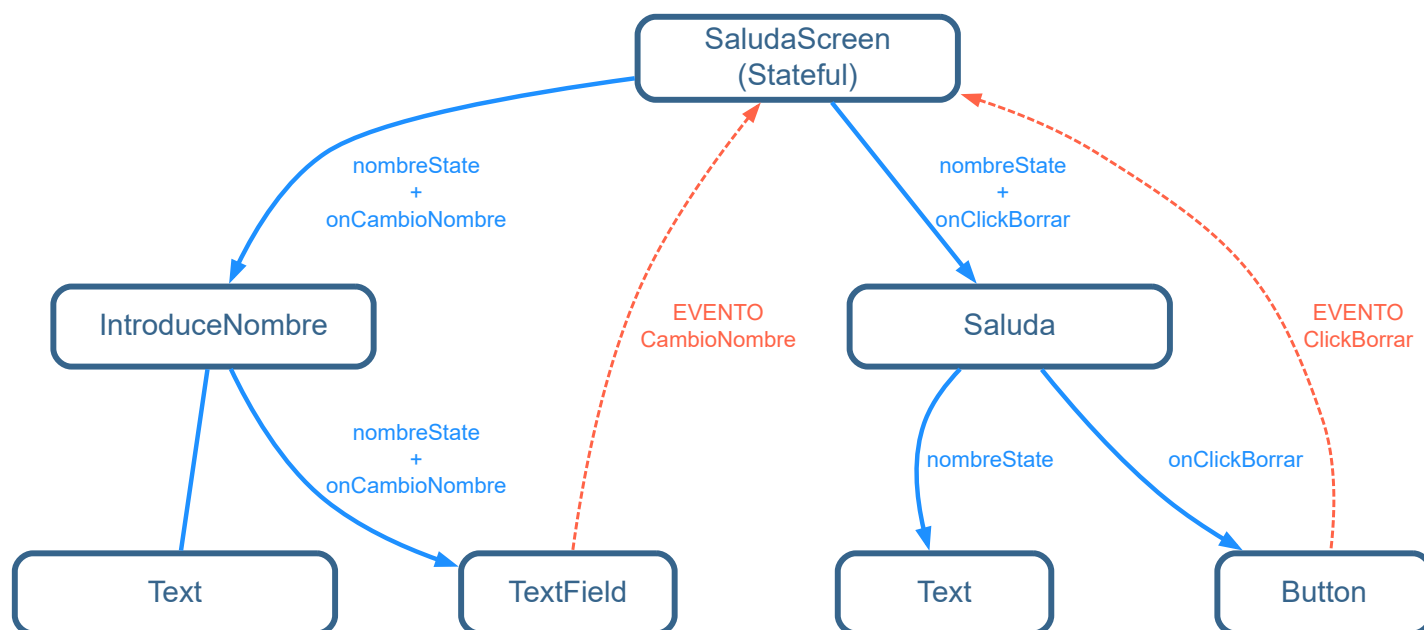 SaludaScreen
(Stateful)
nombreState
+
onCambioNombre
nombreState
+
onClickBorrar
EVENTO
CambioNombre
EVENTO
ClickBorrar
IntroduceNombre
Saluda
nombreState
+
onCambioNombre
nombreState
onClickBorrar
Text
TextField
Text
Button